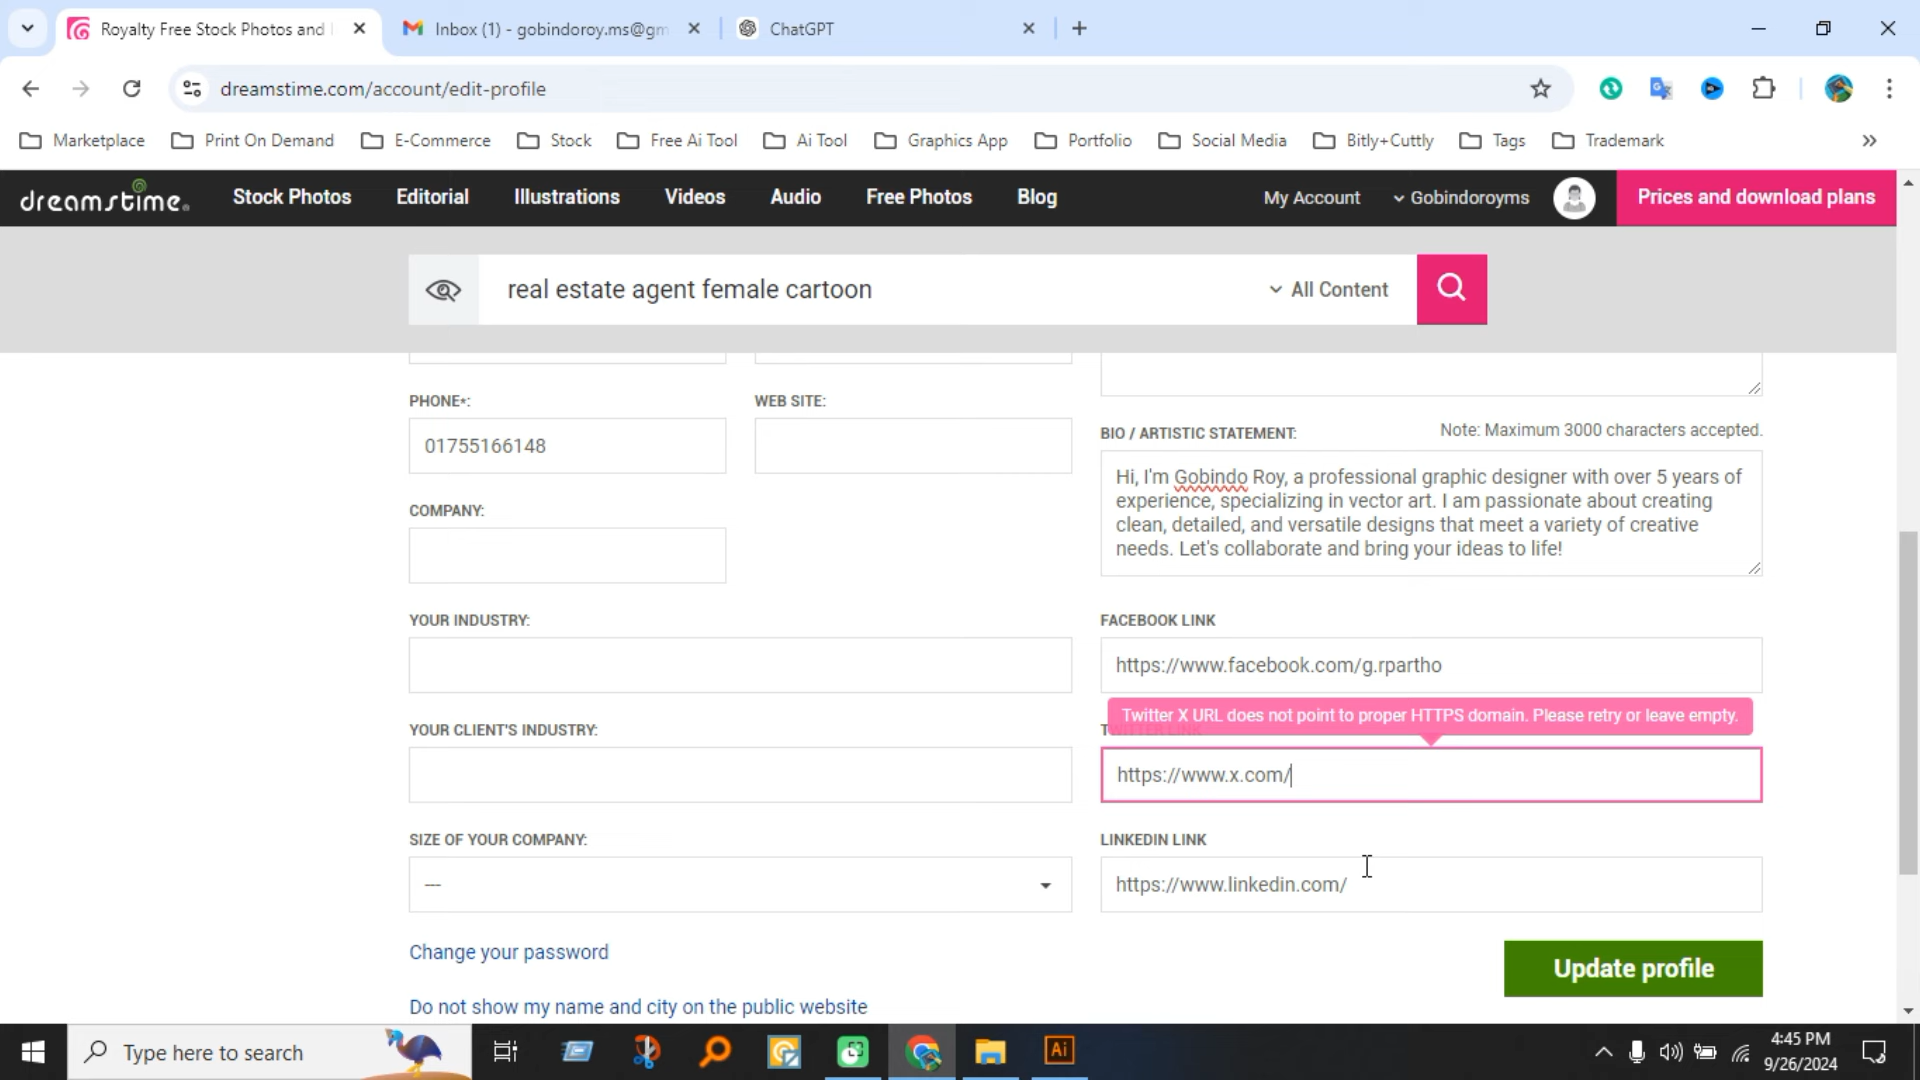 Royalty Free Stock Photos and
Inbox (1) - gobindoroy.ms@gm
ChatGPT
dreamstime.com/account/edit-profile
Marketplace
Print On Demand
E-Commerce
Stock
Free Ai Tool
Ai Tool
Graphics App
Portfolio
Social Media
Bitly+Cuttly
Tags
Trademark
dreamstime.
Stock Photos
Editorial
Illustrations
Videos
Audio
Free Photos
Blog
My Account
Gobindoroyms
Prices and download plans
real estate agent female cartoon
All Content
PHONE*:
01755166148
WEB SITE:
COMPANY:
YOUR INDUSTRY:
YOUR CLIENT'S INDUSTRY:
SIZE OF YOUR COMPANY:
---
Change your password
Do not show my name and city on the public website
BIO / ARTISTIC STATEMENT:
Note: Maximum 3000 characters accepted.
Hi, I'm Gobindo Roy, a professional graphic designer with over 5 years of
experience, specializing in vector art. I am passionate about creating
clean, detailed, and versatile designs that meet a variety of creative
needs. Let's collaborate and bring your ideas to life!
FACEBOOK LINK
https://www.facebook.com/g.rpartho
Twitter X URL does not point to proper HTTPS domain. Please retry or leave empty.
TWITTER LINK
https://www.x.com/
LINKEDIN LINK
https://www.linkedin.com/
Update profile
Type here to search
Ai
4:45 PM
9/26/2024